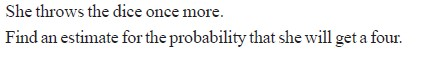 She throws the dice once more.
Find an estimate for the probability that she will get a four.